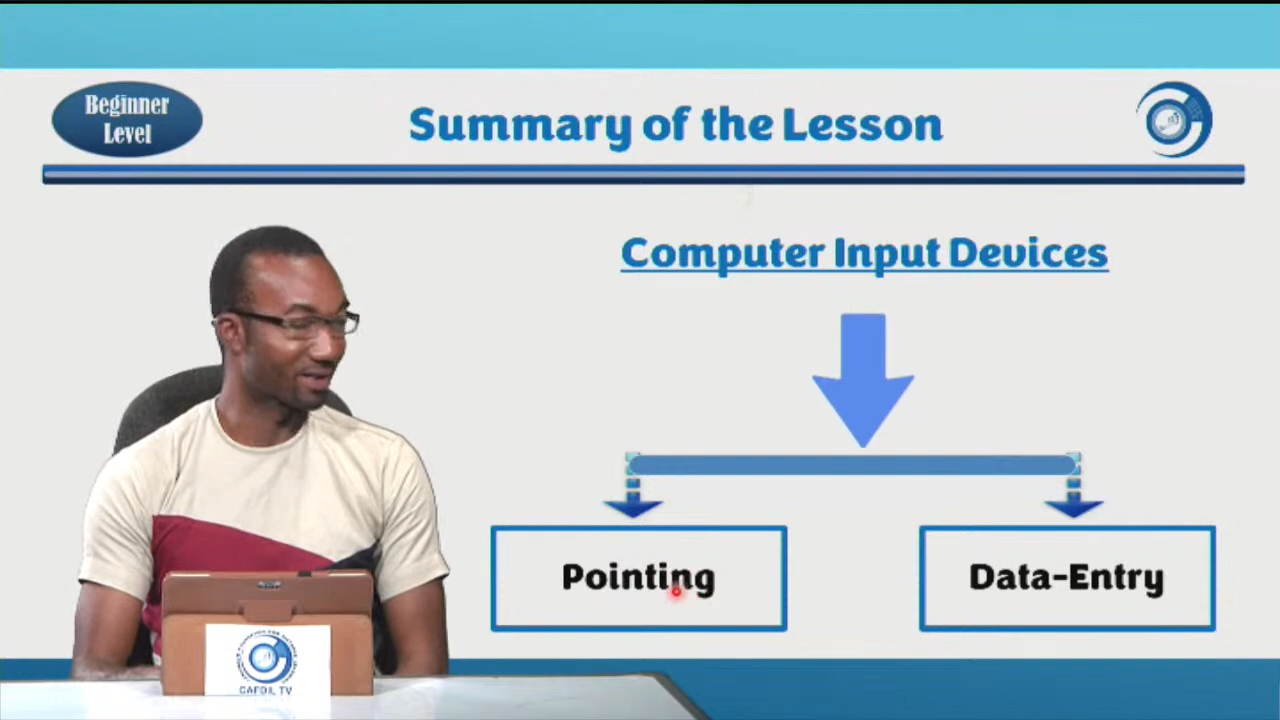 Beginner
Level
Summary of the Lesson
Computer Input Devices
Pointing
Data-Entry
CAFDIL TV